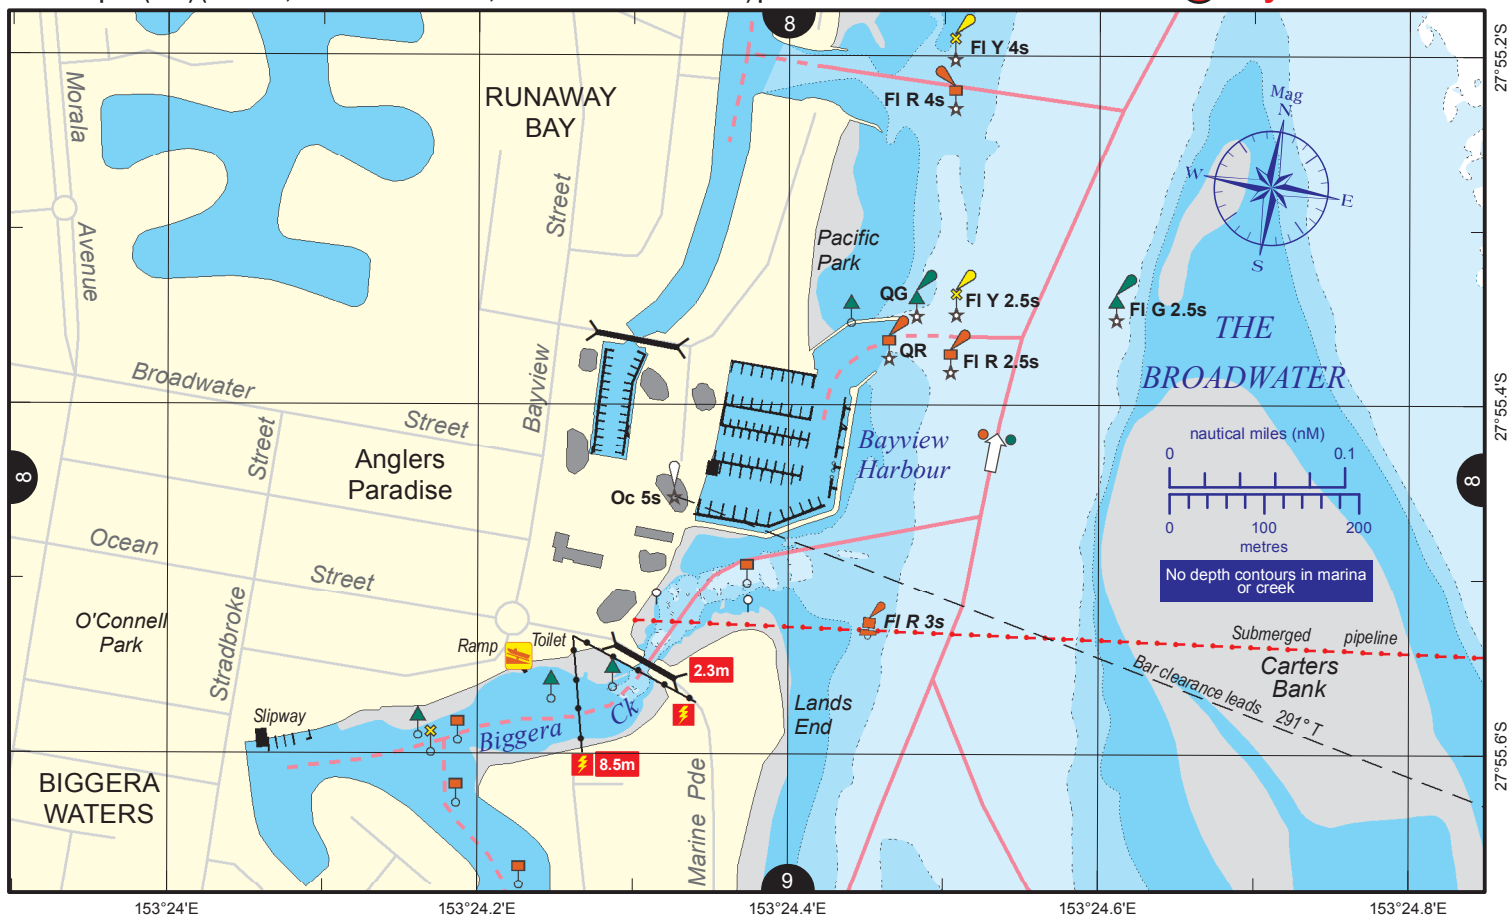 8
Fl Y 4s
27°55.2'S
RUNAWAY
BAY
Fl R 4s
Mag
N
W
E
S
Morala
Avenue
Street
Bayview
Pacific
Park
QG
Fl Y 2.5s
Fl G 2.5s
QR
Fl R 2.5s
THE
BROADWATER
Broadwater
Street
Street
27°55.4'S
Anglers
Paradise
Bayview
Harbour
nautical miles (nM)
0
0.1
0
100
200
metres
8
8
Oc 5s
No depth contours in marina
or creek
Ocean
Street
Stradbroke
O'Connell
Park
Ramp
Toilet
Fl R 3s
Submerged
pipeline
Carters
Bank
Bar clearance leads
291° T
2.3m
Lands
End
Slipway
Biggera
Ck
8.5m
27°55.6'S
BIGGERA
WATERS
Marine Pde
9
153°24'E
153°24.2'E
153°24.4'E
153°24.6'E
153°24.8'E